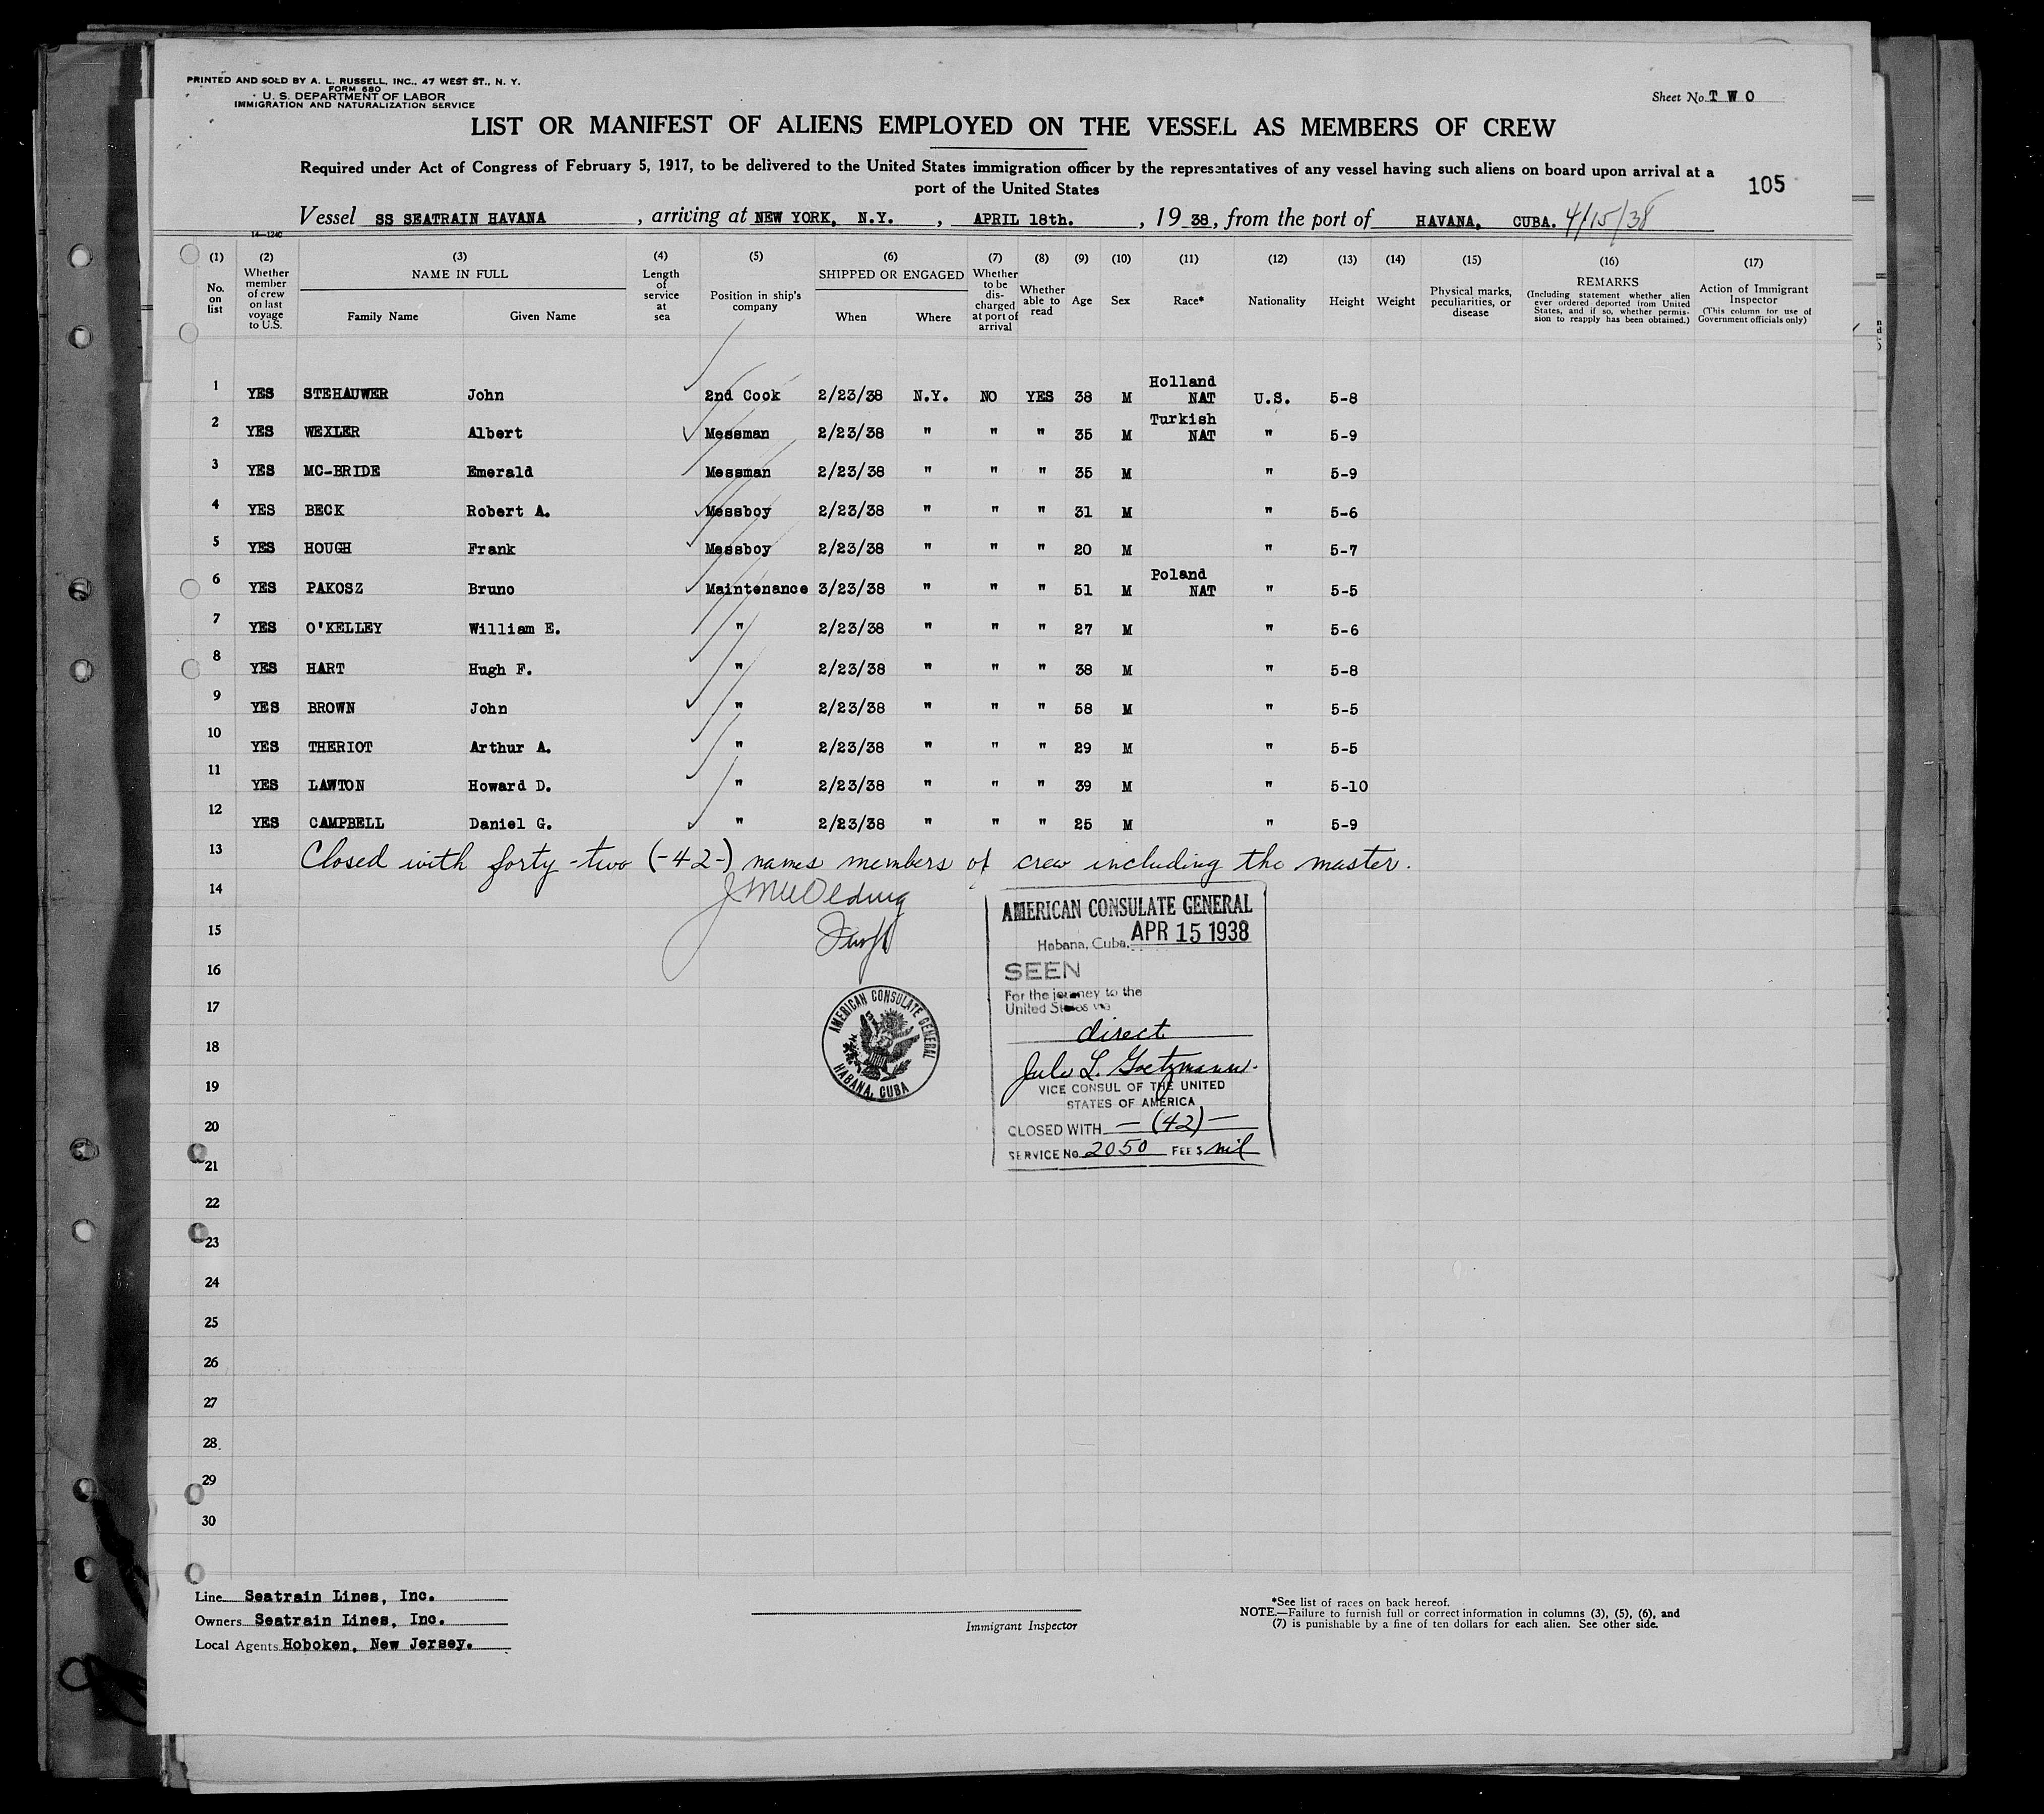 PRINTED AND SOLD BY A. L. RUSSELL, INC., 47 WEST ST., N. Y.
FORM 680
U. S. DEPARTMENT OF LABOR
IMMIGRATION AND NATURALIZATION SERVICE
Sheet No. T W O
LIST OR MANIFEST OF ALIENS EMPLOYED ON THE VESSEL AS MEMBERS OF CREW
Required under Act of Congress of February 5, 1917, to be delivered to the United States immigration officer by the representatives of any vessel having such aliens on board upon arrival at a
port of the United States
105
Vessel SS SEATRAIN HAVANA , arriving at NEW YORK, N.Y. , APRIL 18th. , 19 38, from the port of HAVANA, CUBA. 4/15/38
14-1240
(1) (2) (3) (4) (5) (6) (7) (8) (9) (10) (11) (12) (13) (14) (15) (16) (17)
No. on list
Whether member of crew on last voyage to U.S.
NAME IN FULL
Family Name Given Name
Length of service at sea
Position in ship's company
SHIPPED OR ENGAGED
When Where
Whether to be discharged at port of arrival
Whether able to read
Age Sex Race* Nationality Height Weight
Physical marks, peculiarities, or disease
REMARKS
(Including statement whether alien ever ordered deported from United States, and if so, whether permission to reapply has been obtained.)
Action of Immigrant Inspector
(This column for use of Government officials only)
1 YES STEHAUWER John 2nd Cook 2/23/38 N.Y. NO YES 38 M Holland NAT U.S. 5-8
2 YES WEXLER Albert Messman 2/23/38 " " " 35 M Turkish NAT " 5-9
3 YES MC-BRIDE Emerald Messman 2/23/38 " " " 35 M " 5-9
4 YES BECK Robert A. Messboy 2/23/38 " " " 31 M " 5-6
5 YES HOUGH Frank Messboy 2/23/38 " " " 20 M " 5-7
6 YES PAKOSZ Bruno Maintenance 3/23/38 " " " 51 M Poland NAT " 5-5
7 YES O'KELLEY William E. " 2/23/38 " " " 27 M " 5-6
8 YES HART Hugh F. " 2/23/38 " " " 38 M " 5-8
9 YES BROWN John " 2/23/38 " " " 58 M " 5-5
10 YES THERIOT Arthur A. " 2/23/38 " " " 29 M " 5-5
11 YES LAWTON Howard D. " 2/23/38 " " " 39 M " 5-10
12 YES CAMPBELL Daniel G. " 2/23/38 " " " 25 M " 5-9
13 Closed with forty-two (-42-) names members of crew including the master.
14
15
16
17
18
19
20
21
22
23
24
25
26
27
28
29
30
AMERICAN CONSULATE GENERAL
Habana, Cuba, APR 15 1938
SEEN
For the journey to the
United States via
direct
Jule L. Goetzmann.
VICE CONSUL OF THE UNITED
STATES OF AMERICA
CLOSED WITH — (42) —
SERVICE No. 2050 FEE $ nil
AMERICAN CONSULATE GENERAL
HABANA, CUBA
Line Seatrain Lines, Inc.
Owners Seatrain Lines, Inc.
Local Agents Hoboken, New Jersey.
Immigrant Inspector
*See list of races on back hereof.
NOTE.—Failure to furnish full or correct information in columns (3), (5), (6), and
(7) is punishable by a fine of ten dollars for each alien. See other side.